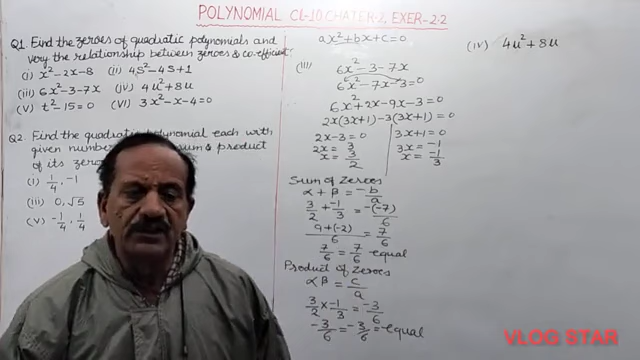 POLYNOMIAL CL-10 CHATER-2, EXER-2.2
Q1. Find the zeroes of quadratic polynomials and
very the relationship between zeroes & co-efficient?
(i) x²-2x-8 (ii) 4S²-4S+1
(iii) 6x²-3-7x (iv) 4u²+8u
(V) t²-15=0 (VI) 3x²-x-4=0
Q2. Find the quadratic polynomial each with
given number sum & product
of its zero
(i) 1/4, -1
(iii) 0, √5
(V) -1/4, 1/4
ax²+bx+c=0
(iii) 6x²-3-7x
6x²-7x-3=0
6x²+2x-9x-3=0
2x(3x+1)-3(3x+1)=0
2x-3=0 3x+1=0
2x=3 3x=-1
x=3/2 x=-1/3
Sum of Zeroes
α+β=-b/a
3/2+-1/3=-(-7)/6
9+(-2)/6=7/6
7/6=7/6 equal
Product of Zeroes
αβ=c/a
3/2×-1/3=-3/6
-3/6=-3/6=equal
(iv) 4u²+8u
VLOG STAR